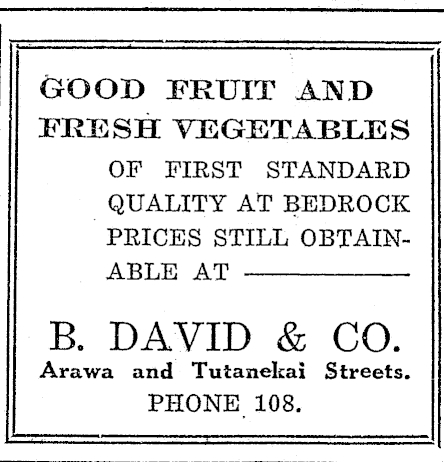 GOOD FRUIT AND
FRESH VEGETABLES
OF FIRST STANDARD
QUALITY AT BEDROCK
PRICES STILL OBTAIN-
ABLE AT
B. DAVID & CO.
Arawa and Tutanekai Streets.
PHONE 108.